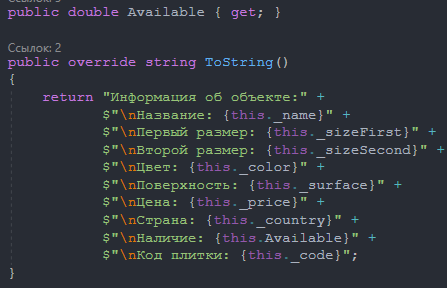 public double Available { get; }
Ссылок: 2
public override string ToString()
{
return "Информация об объекте:" +
$"\nНазвание: {this._name}" +
$"\nПервый размер: {this._sizeFirst}" +
$"\nВторой размер: {this._sizeSecond}" +
$"\nЦвет: {this._color}" +
$"\nПоверхность: {this._surface}" +
$"\nЦена: {this._price}" +
$"\nСтрана: {this._country}" +
$"\nНаличие: {this.Available}" +
$"\nКод плитки: {this._code}";
}